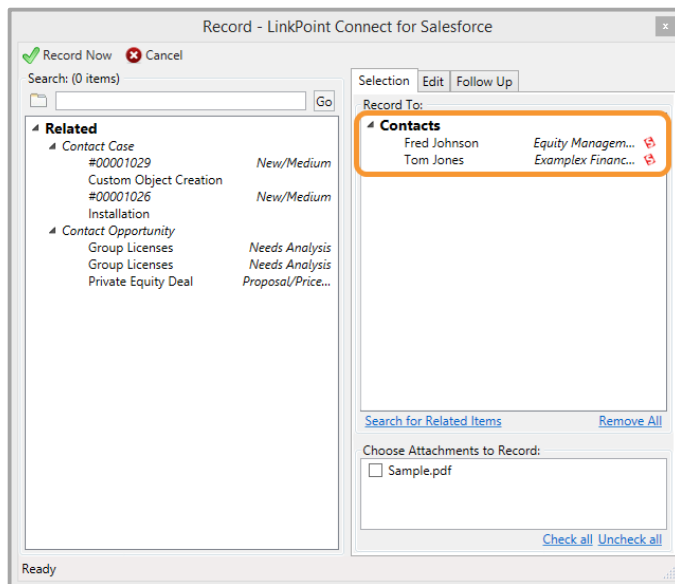 Record - LinkPoint Connect for Salesforce
x
Record Now Cancel
Search: (0 items)
Go
Related
Contact Case
#00001029 New/Medium
Custom Object Creation
#00001026 New/Medium
Installation
Contact Opportunity
Group Licenses Needs Analysis
Group Licenses Needs Analysis
Private Equity Deal Proposal/Price...
Selection Edit Follow Up
Record To:
Contacts
Fred Johnson Equity Managem...
Tom Jones Examplex Financ...
Search for Related Items Remove All
Choose Attachments to Record:
Sample.pdf
Check all Uncheck all
Ready